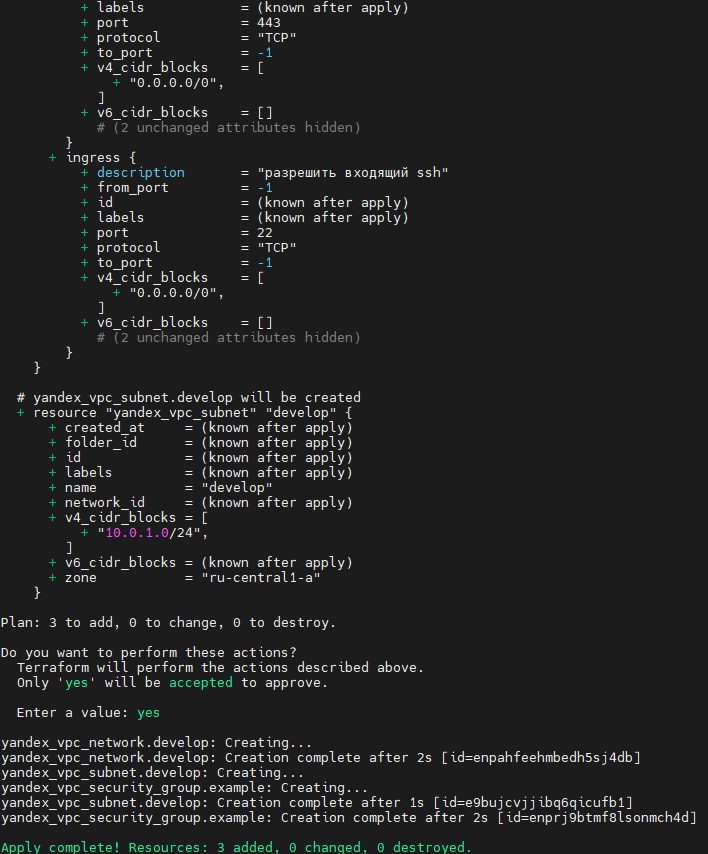 + labels = (known after apply)
+ port = 443
+ protocol = "TCP"
+ to_port = -1
+ v4_cidr_blocks = [
+ "0.0.0.0/0",
]
+ v6_cidr_blocks = []
# (2 unchanged attributes hidden)
}
+ ingress {
+ description = "разрешить входящий ssh"
+ from_port = -1
+ id = (known after apply)
+ labels = (known after apply)
+ port = 22
+ protocol = "TCP"
+ to_port = -1
+ v4_cidr_blocks = [
+ "0.0.0.0/0",
]
+ v6_cidr_blocks = []
# (2 unchanged attributes hidden)
}
}
# yandex_vpc_subnet.develop will be created
+ resource "yandex_vpc_subnet" "develop" {
+ created_at = (known after apply)
+ folder_id = (known after apply)
+ id = (known after apply)
+ labels = (known after apply)
+ name = "develop"
+ network_id = (known after apply)
+ v4_cidr_blocks = [
+ "10.0.1.0/24",
]
+ v6_cidr_blocks = (known after apply)
+ zone = "ru-central1-a"
}
Plan: 3 to add, 0 to change, 0 to destroy.
Do you want to perform these actions?
Terraform will perform the actions described above.
Only 'yes' will be accepted to approve.
Enter a value: yes
yandex_vpc_network.develop: Creating...
yandex_vpc_network.develop: Creation complete after 2s [id=enpahfeehmbedh5sj4db]
yandex_vpc_subnet.develop: Creating...
yandex_vpc_security_group.example: Creating...
yandex_vpc_subnet.develop: Creation complete after 1s [id=e9bujcvjjibq6qicufb1]
yandex_vpc_security_group.example: Creation complete after 2s [id=enprj9btmf8lsonmch4d]
Apply complete! Resources: 3 added, 0 changed, 0 destroyed.